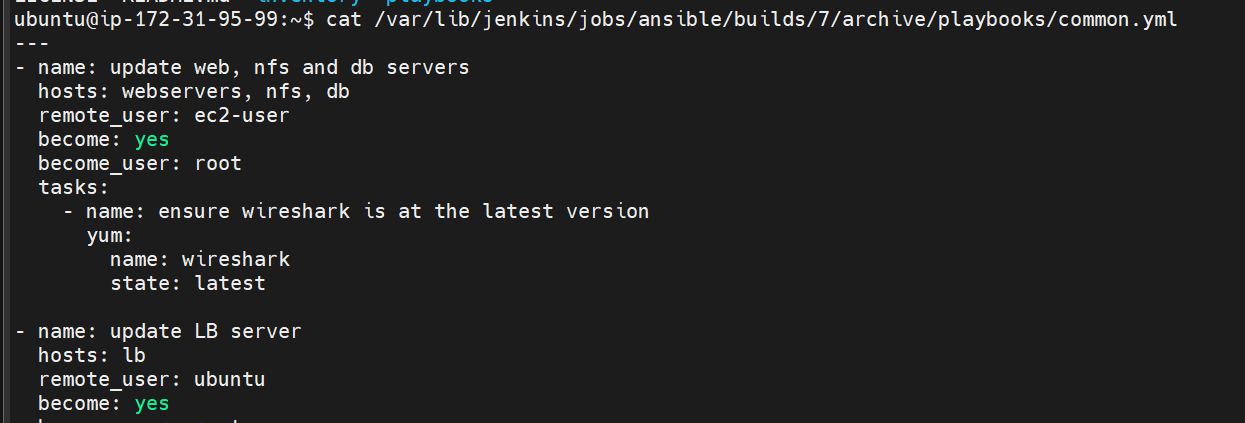 ubuntu@ip-172-31-95-99:~$ cat /var/lib/jenkins/jobs/ansible/builds/7/archive/playbooks/common.yml
---
- name: update web, nfs and db servers
  hosts: webservers, nfs, db
  remote_user: ec2-user
  become: yes
  become_user: root
  tasks:
    - name: ensure wireshark is at the latest version
      yum:
        name: wireshark
        state: latest

- name: update LB server
  hosts: lb
  remote_user: ubuntu
  become: yes